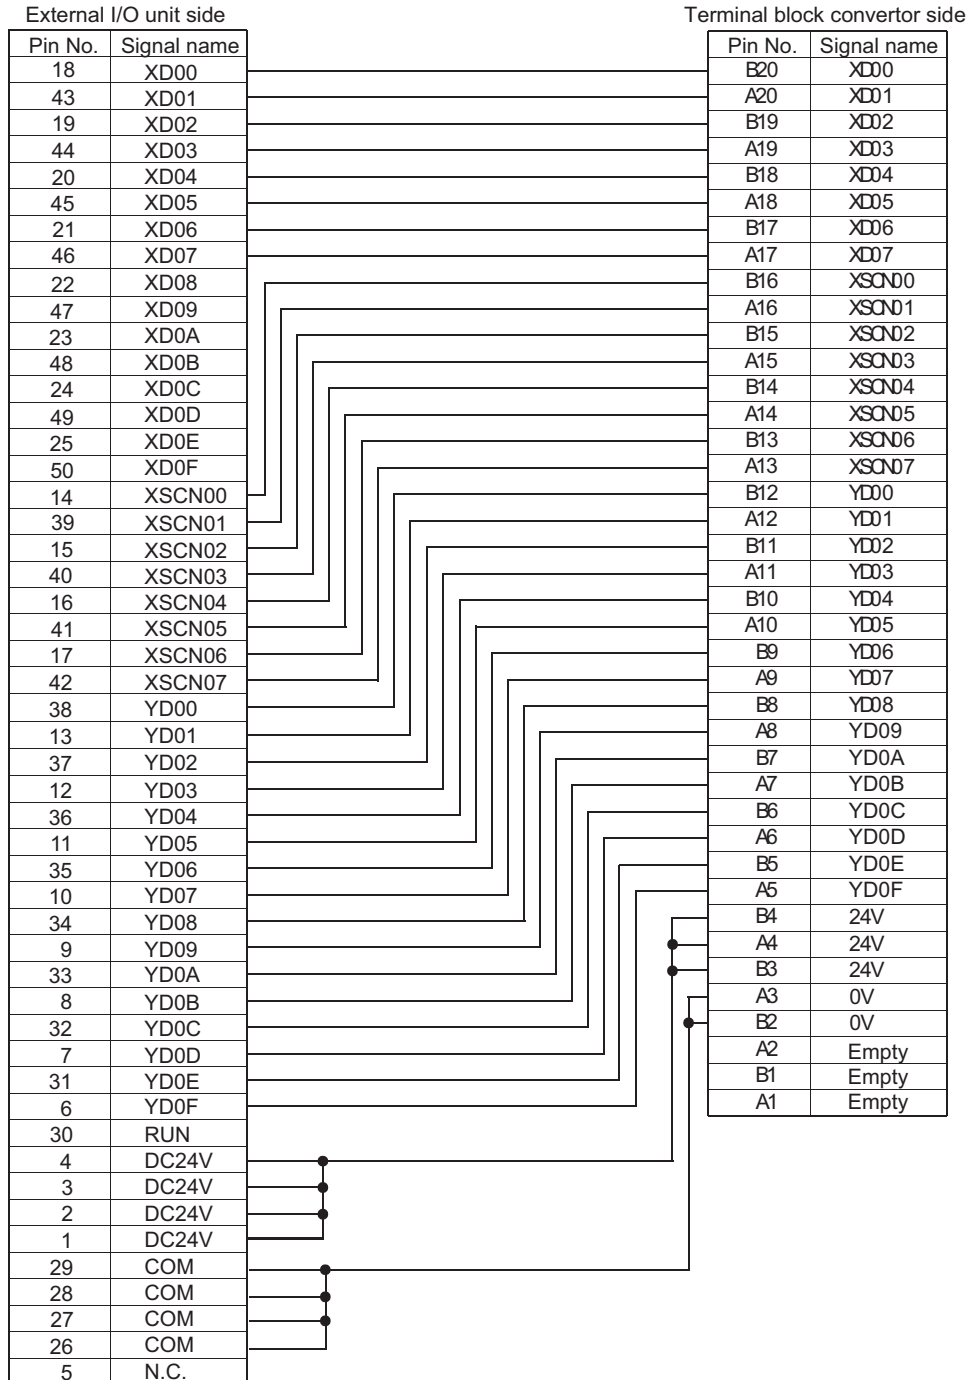 External I/O unit side
Pin No. Signal name
18 XD00
43 XD01
19 XD02
44 XD03
20 XD04
45 XD05
21 XD06
46 XD07
22 XD08
47 XD09
23 XD0A
48 XD0B
24 XD0C
49 XD0D
25 XD0E
50 XD0F
14 XSCN00
39 XSCN01
15 XSCN02
40 XSCN03
16 XSCN04
41 XSCN05
17 XSCN06
42 XSCN07
38 YD00
13 YD01
37 YD02
12 YD03
36 YD04
11 YD05
35 YD06
10 YD07
34 YD08
9 YD09
33 YD0A
8 YD0B
32 YD0C
7 YD0D
31 YD0E
6 YD0F
30 RUN
4 DC24V
3 DC24V
2 DC24V
1 DC24V
29 COM
28 COM
27 COM
26 COM
5 N.C.
Terminal block convertor side
Pin No. Signal name
B20 XD00
A20 XD01
B19 XD02
A19 XD03
B18 XD04
A18 XD05
B17 XD06
A17 XD07
B16 XSCN00
A16 XSCN01
B15 XSCN02
A15 XSCN03
B14 XSCN04
A14 XSCN05
B13 XSCN06
A13 XSCN07
B12 YD00
A12 YD01
B11 YD02
A11 YD03
B10 YD04
A10 YD05
B9 YD06
A9 YD07
B8 YD08
A8 YD09
B7 YD0A
A7 YD0B
B6 YD0C
A6 YD0D
B5 YD0E
A5 YD0F
B4 24V
A4 24V
B3 24V
A3 0V
B2 0V
A2 Empty
B1 Empty
A1 Empty